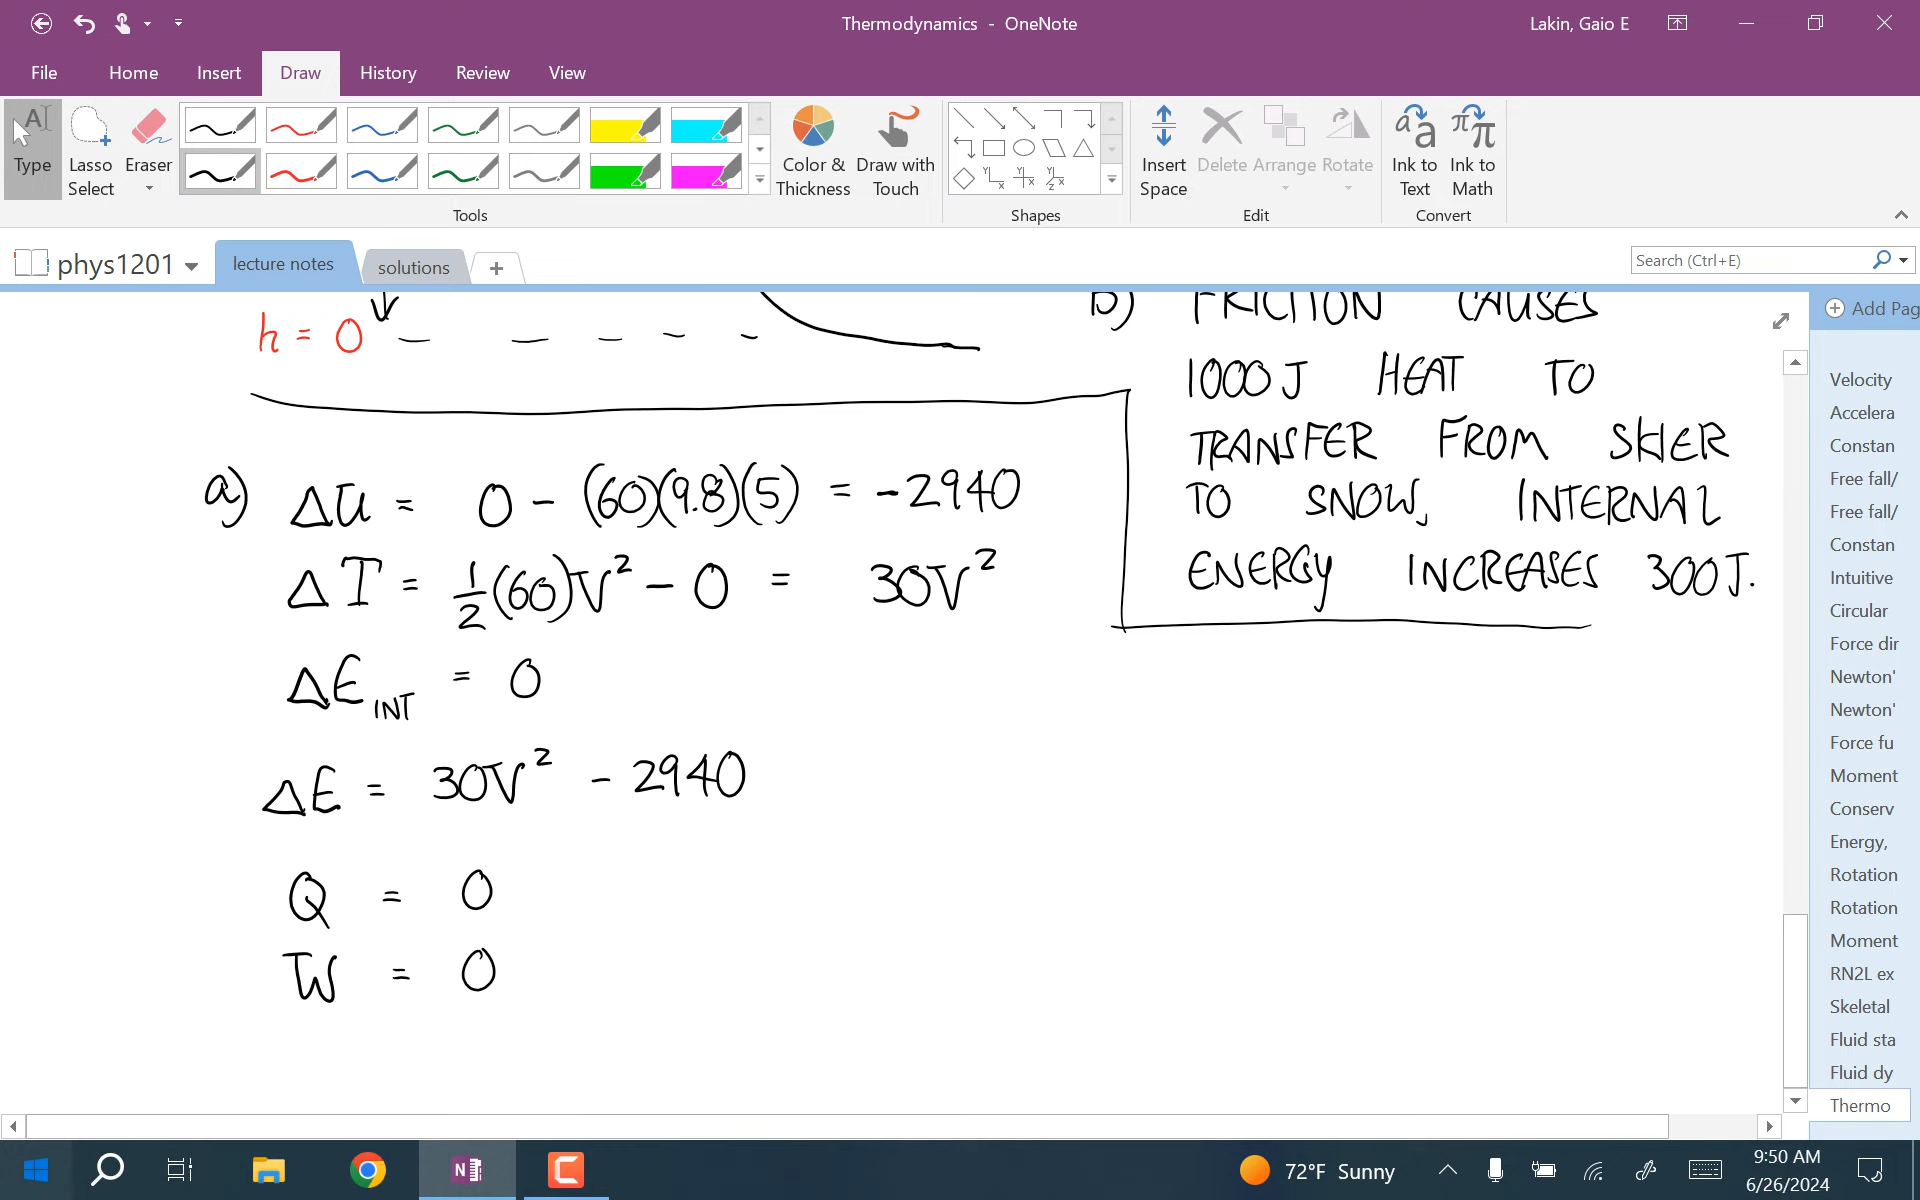 Thermodynamics - OneNote
Lakin, Gaio E
File Home Insert Draw History Review View
Type
Lasso Select
Eraser
Color & Thickness
Draw with Touch
Insert Space
Delete
Arrange
Rotate
Ink to Text
Ink to Math
Tools
Shapes
Edit
Convert
phys1201
lecture notes
solutions
Search (Ctrl+E)
h = 0
b) FRICTION CAUSES
1000J HEAT TO
TRANSFER FROM SKIER
TO SNOW, INTERNAL
ENERGY INCREASES 300J.
a) ΔU = 0 - (60)(9.8)(5) = -2940
ΔT = 1/2 (60)V² - 0 = 30V²
ΔE INT = 0
ΔE = 30V² - 2940
Q = 0
W = 0
Add Pag
Velocity
Accelera
Constan
Free fall/
Free fall/
Constan
Intuitive
Circular
Force dir
Newton'
Newton'
Force fu
Moment
Conserv
Energy,
Rotation
Rotation
Moment
RN2L ex
Skeletal
Fluid sta
Fluid dy
Thermo
72°F Sunny
9:50 AM
6/26/2024